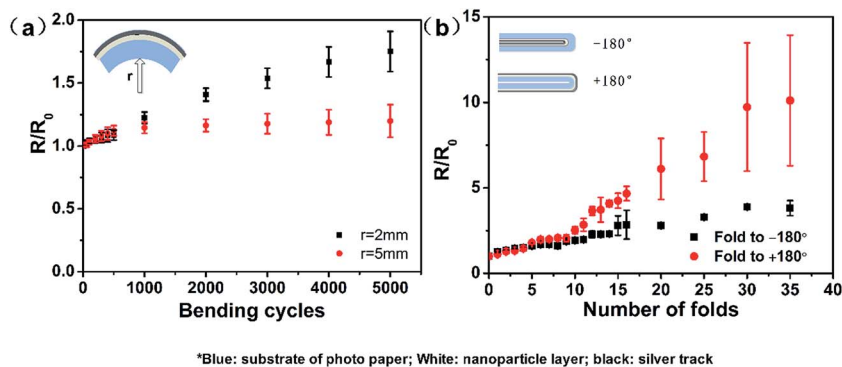 (a)
2.0
1.5
1.0
0.5
0.0
R/R0
r
r=2mm
r=5mm
0 1000 2000 3000 4000 5000
Bending cycles
(b)
20
15
10
5
0
R/R0
−180°
+180°
Fold to −180°
Fold to +180°
0 5 10 15 20 25 30 35 40
Number of folds
*Blue: substrate of photo paper; White: nanoparticle layer; black: silver track